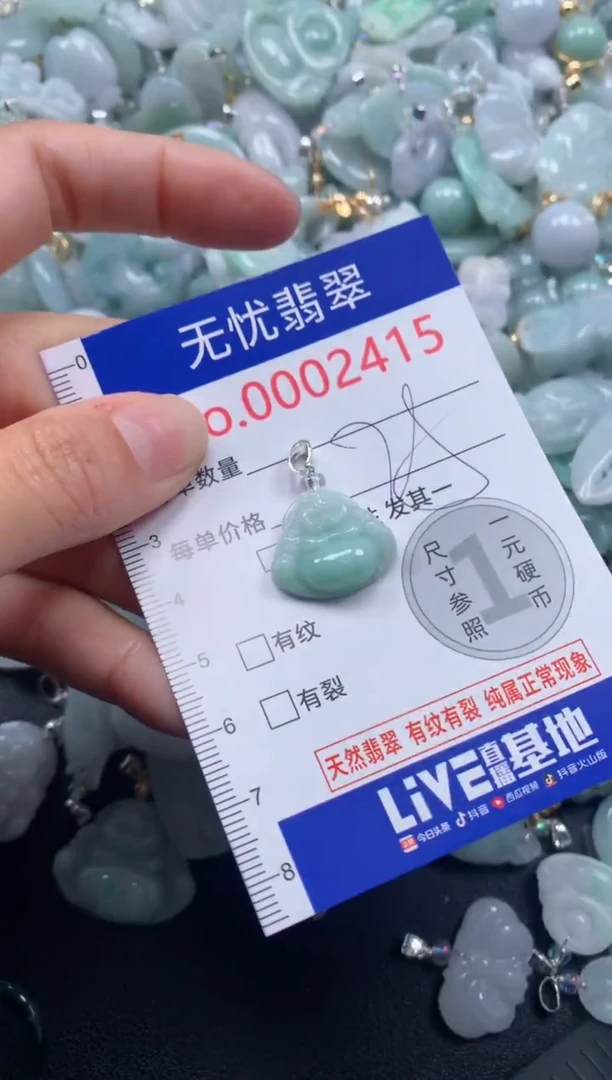 无忧翡翠
o.0002415
单数量
每单价格
发其一
0
3
4
5
6
7
8
有纹
有裂
尺寸参照
1
一元硬币
天然翡翠 有纹有裂 纯属正常现象
LiVE直播基地
今日头条 抖音 西瓜视频 抖音火山版